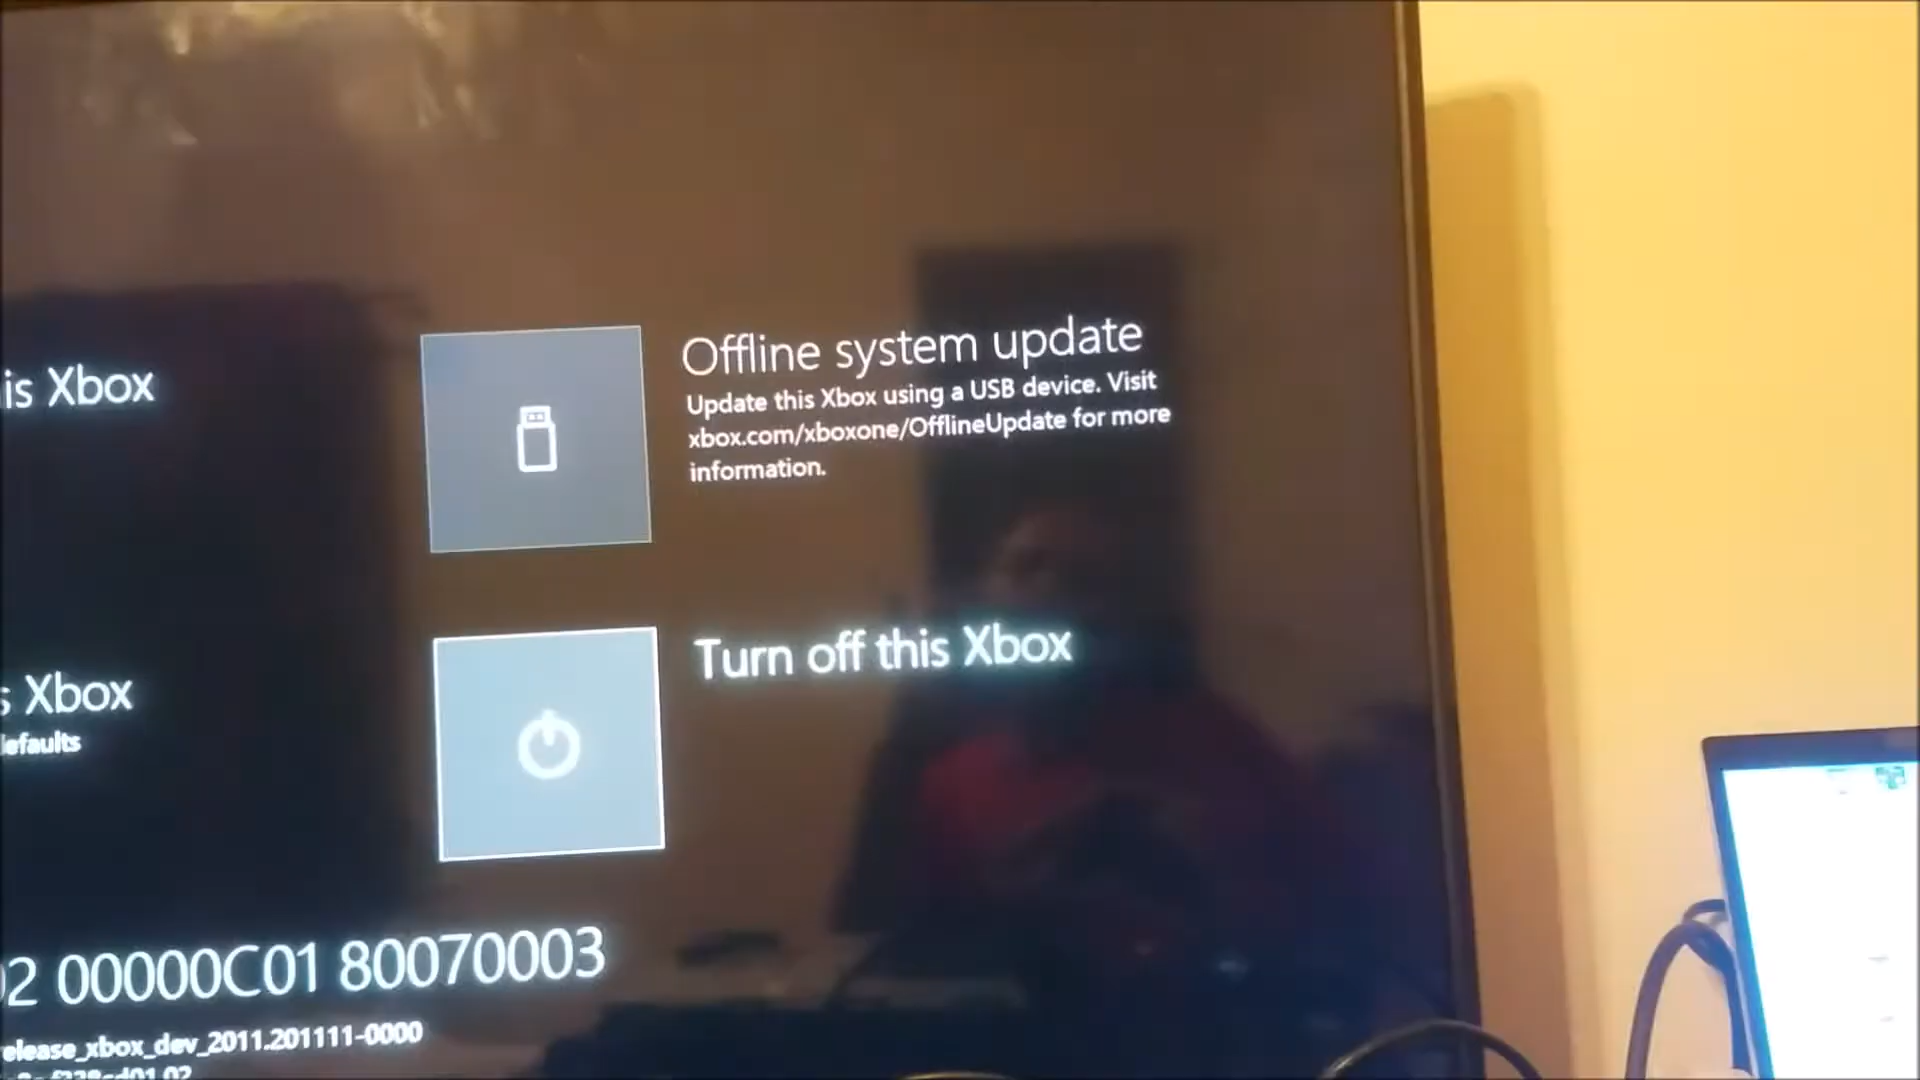 is Xbox
Offline system update
Update this Xbox using a USB device. Visit
xbox.com/xboxone/OfflineUpdate for more
information.
Xbox
efaults
Turn off this Xbox
02 00000C01 80070003
elease_xbox_dev_2011.201111-0000